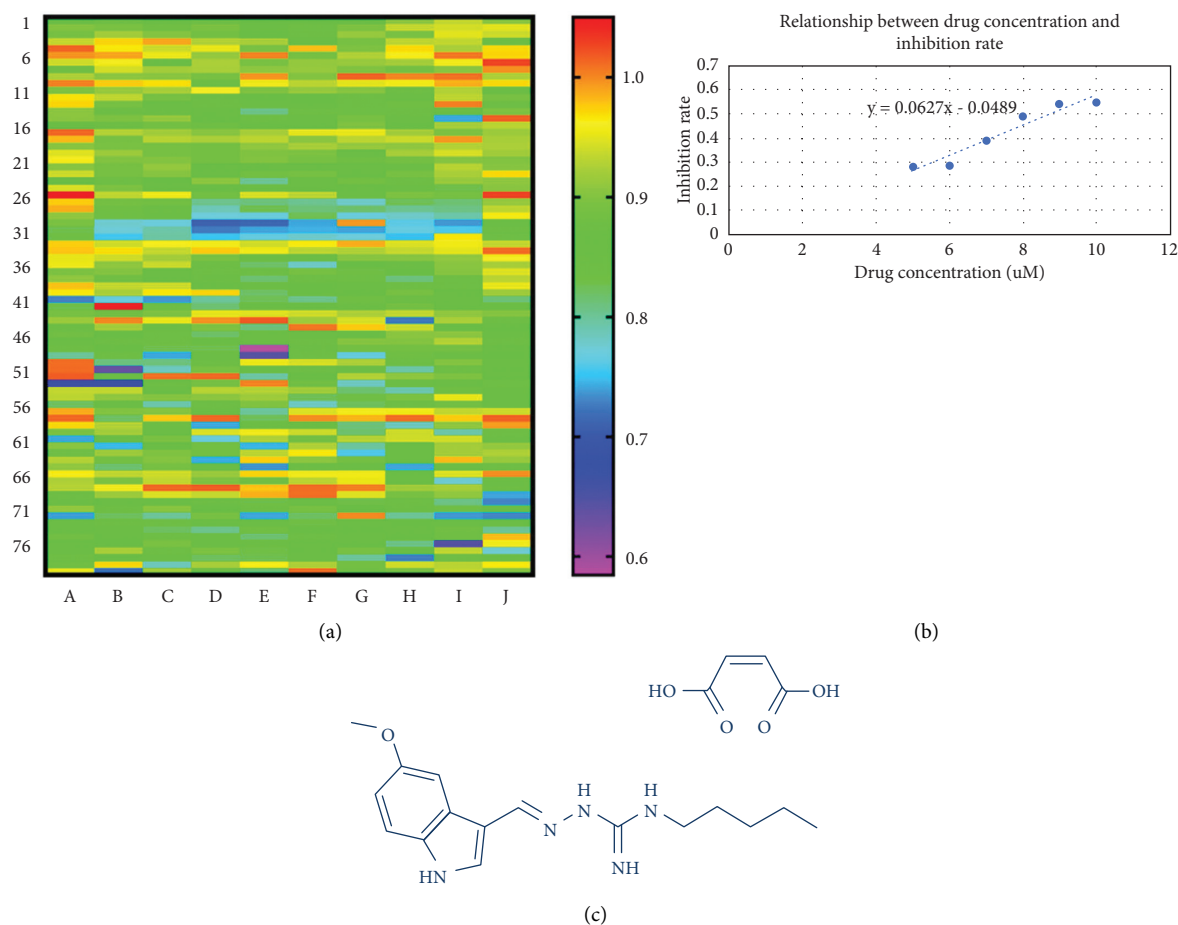 1
6
11
16
21
26
31
36
41
46
51
56
61
66
71
76
A B C D E F G H I J
1.0
0.9
0.8
0.7
0.6
(a)
Relationship between drug concentration and
inhibition rate
Inhibition rate
0.7
0.6
0.5
0.4
0.3
0.2
0.1
0
y = 0.0627x - 0.0489
0 2 4 6 8 10 12
Drug concentration (uM)
(b)
HO
OH
O
O
O
H
H
N
N
N
HN
NH
(c)